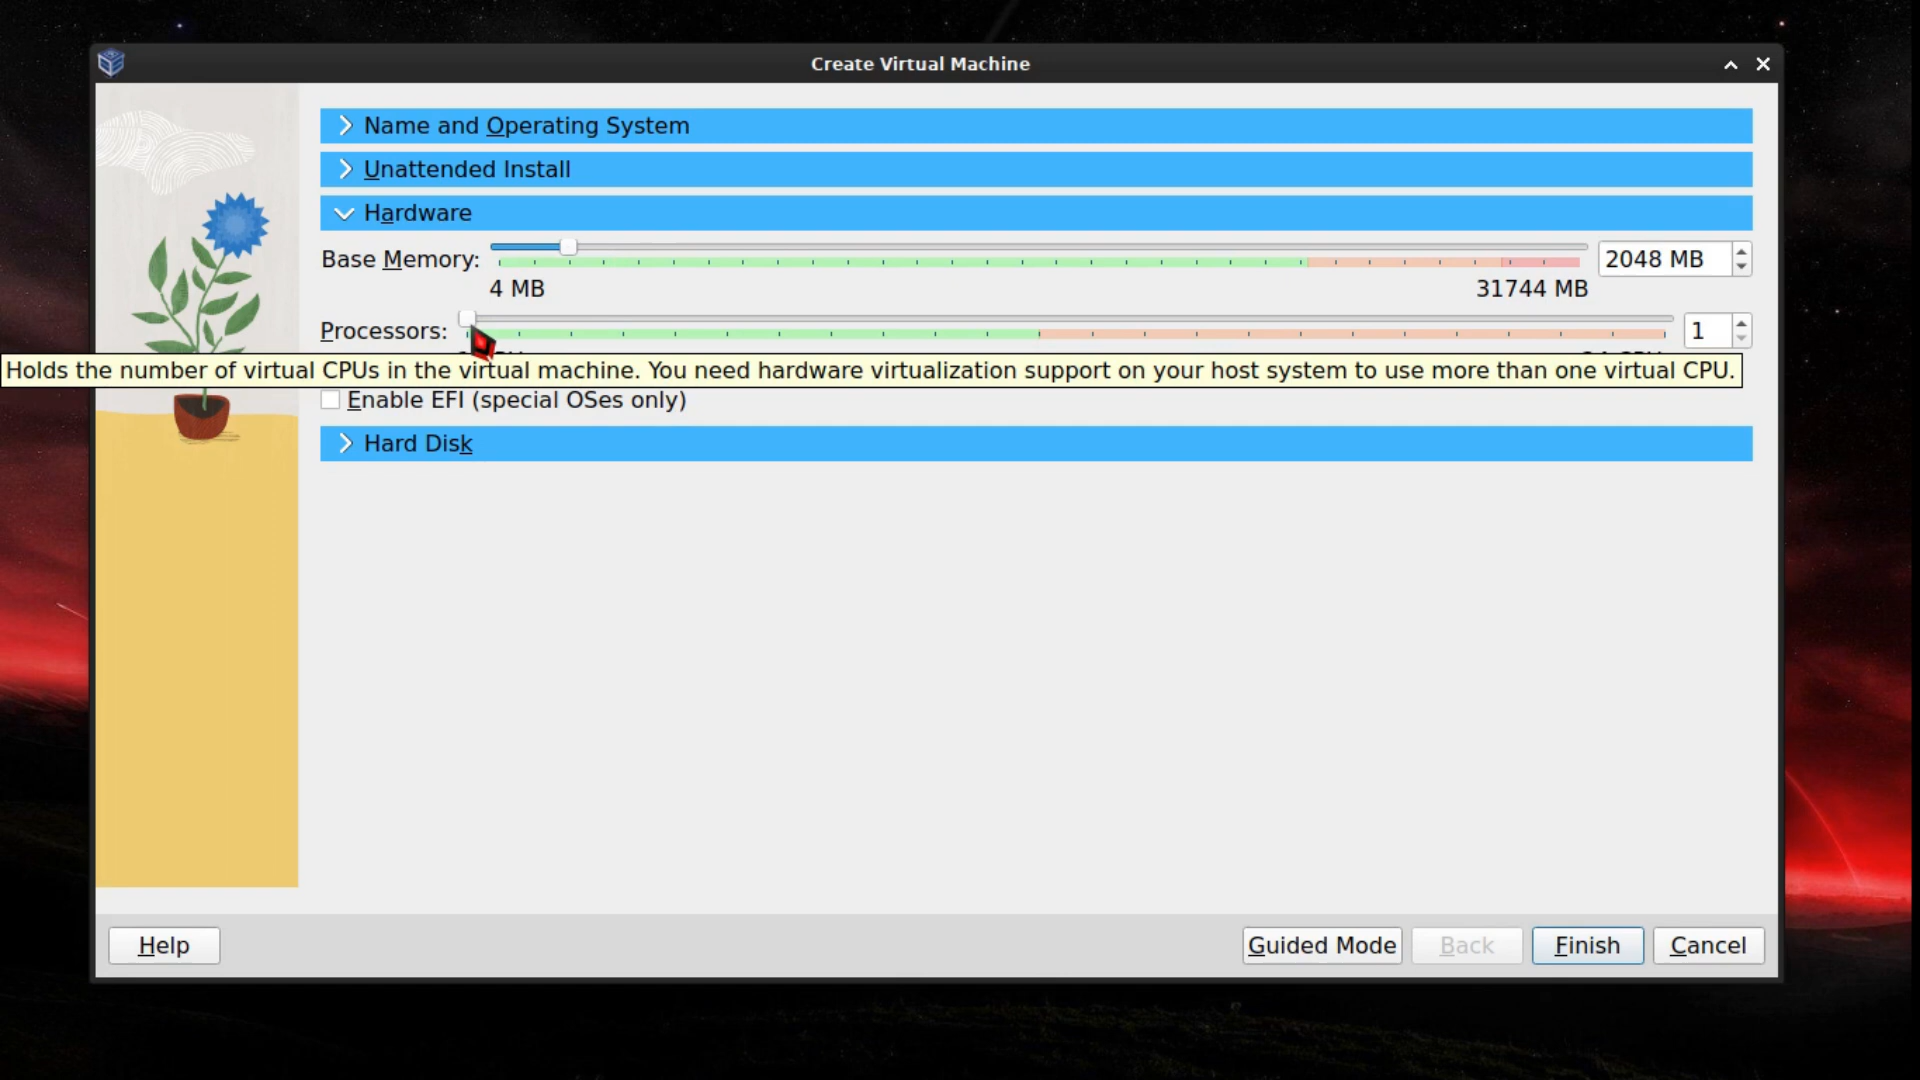 Create Virtual Machine
Name and Operating System
Unattended Install
Hardware
Base Memory:
2048 MB
4 MB
31744 MB
Processors:
1
Holds the number of virtual CPUs in the virtual machine. You need hardware virtualization support on your host system to use more than one virtual CPU.
Enable EFI (special OSes only)
Hard Disk
Help
Guided Mode
Back
Finish
Cancel